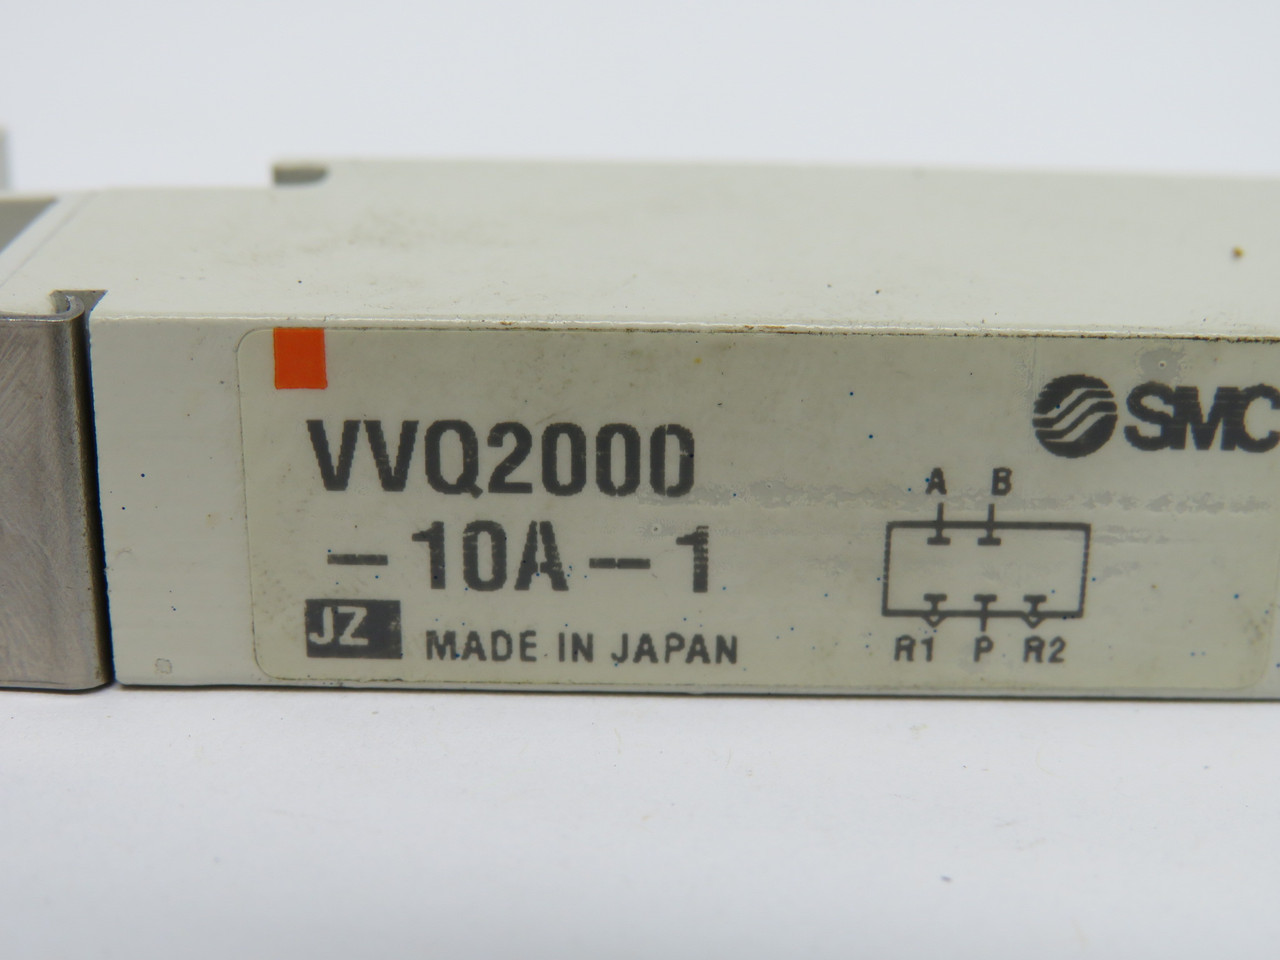 VVQ2000
SMC
-10A-1
JZ MADE IN JAPAN
A B
R1 P R2